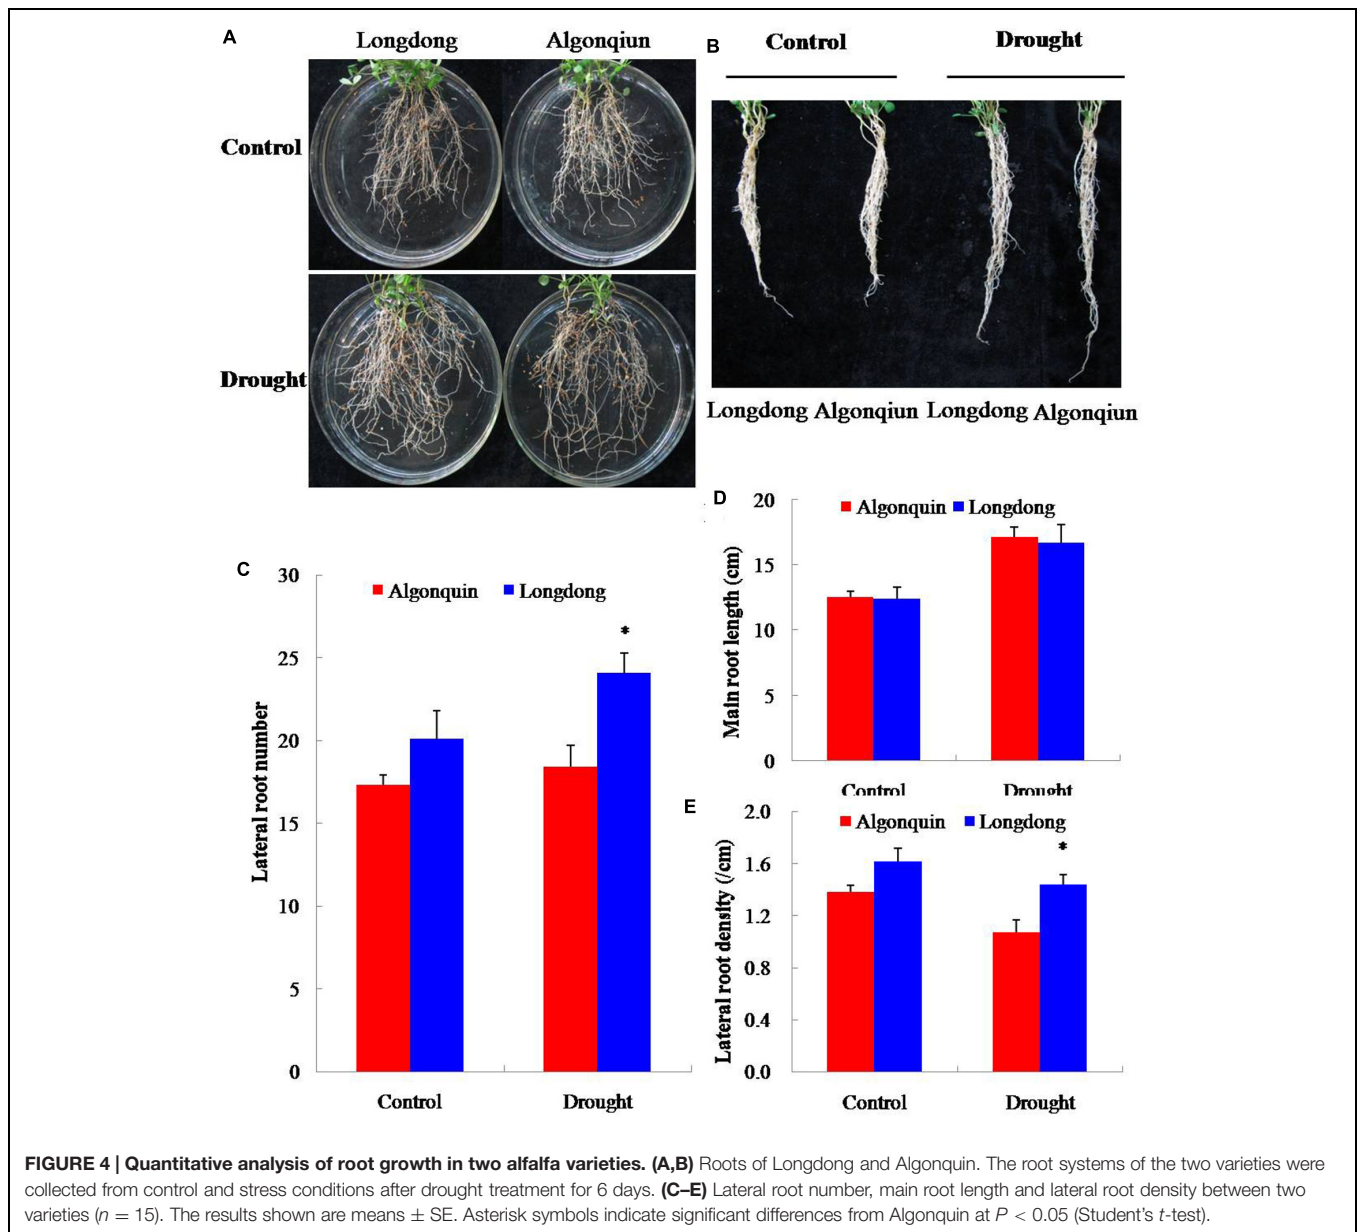 A
Longdong Algonqiun
Control
Drought
B
Control Drought
Longdong Algonqiun Longdong Algonqiun
C
30
25
20
15
10
5
0
Lateral root number
Algonquin Longdong
*
Control Drought
D
20
15
10
5
0
Main root length (cm)
Algonquin Longdong
Control Drought
E
2.0
1.6
1.2
0.8
0.4
0.0
Lateral root density (/cm)
Algonquin Longdong
*
Control Drought
FIGURE 4 | Quantitative analysis of root growth in two alfalfa varieties. (A,B) Roots of Longdong and Algonquin. The root systems of the two varieties were
collected from control and stress conditions after drought treatment for 6 days. (C–E) Lateral root number, main root length and lateral root density between two
varieties (n = 15). The results shown are means ± SE. Asterisk symbols indicate significant differences from Algonquin at P < 0.05 (Student's t-test).